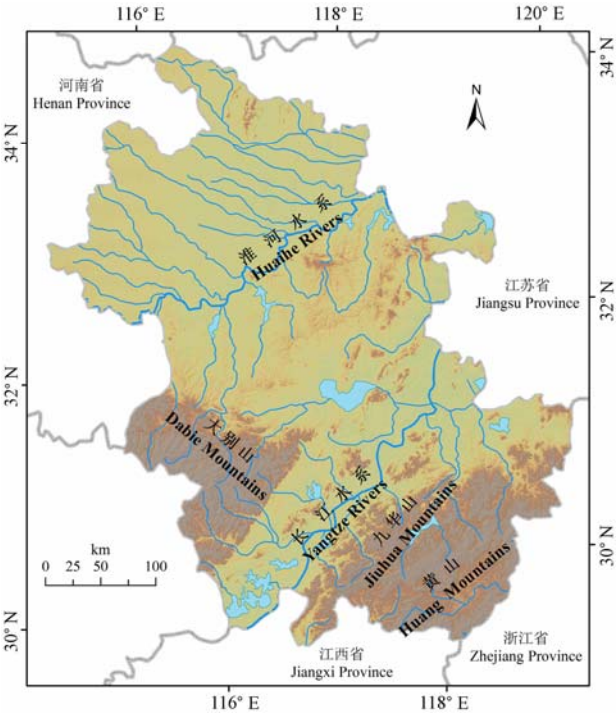 116° E
118° E
120° E
34° N
河南省
Henan Province
N
34° N
淮河水系
Huaihe Rivers
江苏省
Jiangsu Province
32° N
32° N
大别山
Dabie Mountains
长江水系
Yangtze Rivers
九华山
Jiuhua Mountains
黄山
Huang Mountains
30° N
km
0 25 50 100
30° N
江西省
Jiangxi Province
浙江省
Zhejiang Province
116° E
118° E